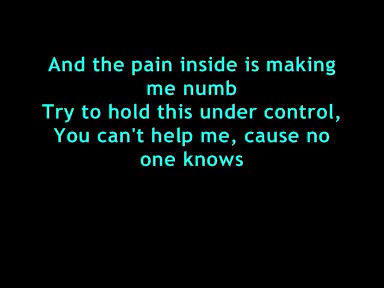 And the pain inside is making
me numb
Try to hold this under control,
You can't help me, cause no
one knows